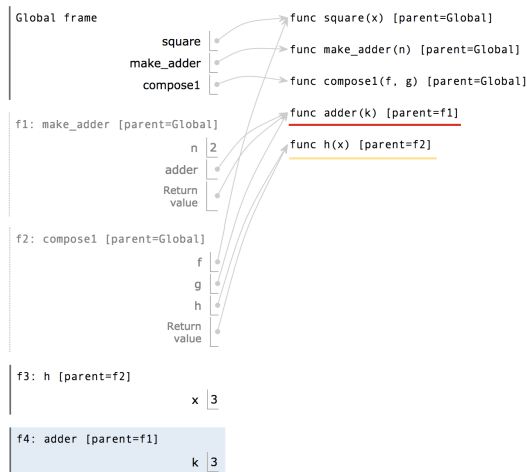 Global frame
square
make_adder
compose1
func square(x) [parent=Global]
func make_adder(n) [parent=Global]
func compose1(f, g) [parent=Global]
func adder(k) [parent=f1]
func h(x) [parent=f2]
f1: make_adder [parent=Global]
n 2
adder
Return
value
f2: compose1 [parent=Global]
f
g
h
Return
value
f3: h [parent=f2]
x 3
f4: adder [parent=f1]
k 3